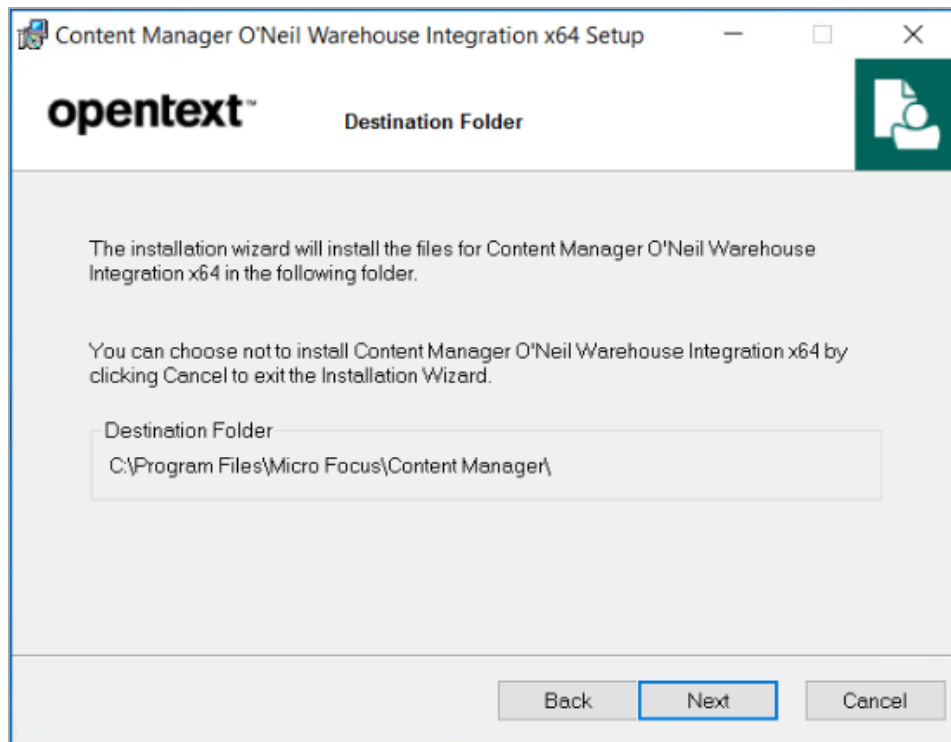 Content Manager O'Neil Warehouse Integration x64 Setup
opentext™
Destination Folder
The installation wizard will install the files for Content Manager O'Neil Warehouse
Integration x64 in the following folder.
You can choose not to install Content Manager O'Neil Warehouse Integration x64 by
clicking Cancel to exit the Installation Wizard.
Destination Folder
C:\Program Files\Micro Focus\Content Manager\
Back
Next
Cancel